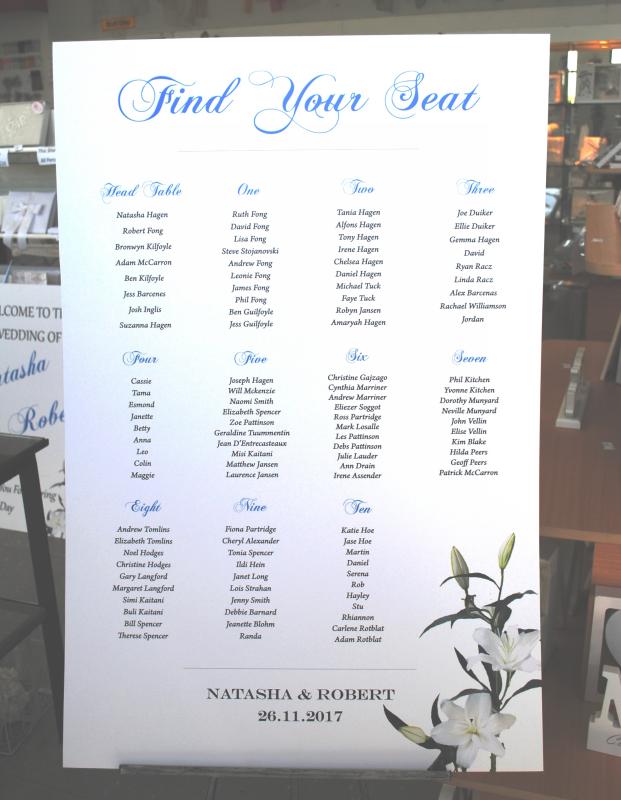 Find Your Seat
Head Table
Natasha Hagen
Robert Fong
Bronwyn Kilfoyle
Adam McCarron
Ben Kilfoyle
Jess Barcenes
Josh Inglis
Suzanna Hagen
One
Ruth Fong
David Fong
Lisa Fong
Steve Stojanovski
Andrew Fong
Leonie Fong
James Fong
Phil Fong
Ben Guilfoyle
Jess Guilfoyle
Two
Tania Hagen
Alfons Hagen
Tony Hagen
Irene Hagen
Chelsea Hagen
Daniel Hagen
Michael Tuck
Faye Tuck
Robyn Jansen
Amaryah Hagen
Three
Joe Duiker
Ellie Duiker
Gemma Hagen
David
Ryan Racz
Linda Racz
Alex Barcenas
Rachael Williamson
Jordan
Four
Cassie
Tama
Esmond
Janette
Betty
Anna
Leo
Colin
Maggie
Five
Joseph Hagen
Will Mckenzie
Naomi Smith
Elizabeth Spencer
Zoe Pattinson
Geraldine Tuummentin
Jean D'Entrecasteaux
Misi Kaitani
Matthew Jansen
Laurence Jansen
Six
Christine Gajzago
Cynthia Marriner
Andrew Marriner
Eliezer Soggot
Ross Partridge
Mark Losalle
Les Pattinson
Debs Pattinson
Julie Lauder
Ann Drain
Irene Assender
Seven
Phil Kitchen
Yvonne Kitchen
Dorothy Munyard
Neville Munyard
John Vellin
Elise Vellin
Kim Blake
Hilda Peers
Geoff Peers
Patrick McCarron
Eight
Andrew Tomlins
Elizabeth Tomlins
Noel Hodges
Christine Hodges
Gary Langford
Margaret Langford
Simi Kaitani
Buli Kaitani
Bill Spencer
Therese Spencer
Nine
Fiona Partridge
Cheryl Alexander
Tonia Spencer
Ildi Hein
Janet Long
Lois Strahan
Jenny Smith
Debbie Barnard
Jeanette Blohm
Randa
Ten
Katie Hoe
Jase Hoe
Martin
Daniel
Serena
Rob
Hayley
Stu
Rhiannon
Carlene Rotblat
Adam Rotblat
NATASHA & ROBERT
26.11.2017
LCOME TO T
WEDDING OF
atasha
Robe
You For
Day